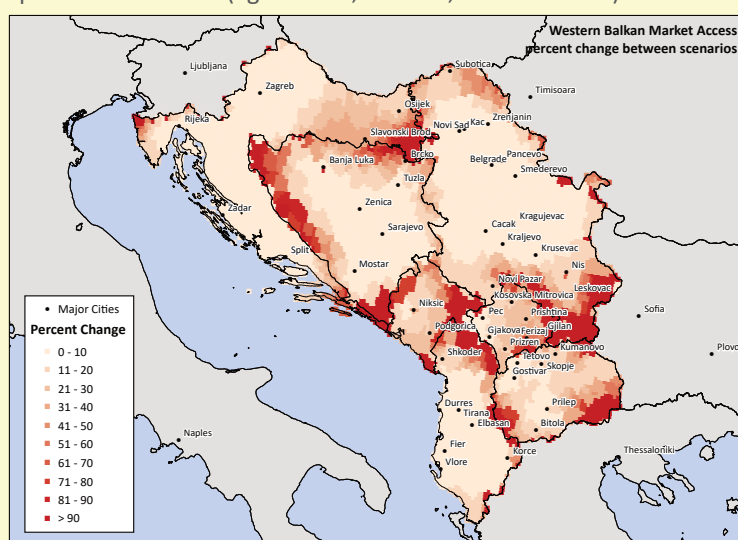 Western Balkan Market Access
percent change between scenarios
Ljubljana
Zagreb
Rijeka
Zadar
Split
Subotica
Timisoara
Osijek
Novi Sad
Kac
Zrenjanin
Slavonski Brod
Brcko
Banja Luka
Belgrade
Pancevo
Smederevo
Tuzla
Zenica
Sarajevo
Mostar
Kragujevac
Cacak
Kraljevo
Krusevac
Nis
Novi Pazar
Leskovac
Kosovska Mitrovica
Niksic
Pec
Prishtina
Sofia
Podgorica
Gjakova
Ferizaj
Gjilan
Prizren
Shkoder
Tetovo
Kumanovo
Skopje
Gostivar
Plovo
Durres
Tirana
Prilep
Elbasan
Bitola
Fier
Korce
Vlore
Thessaloniki
Naples
Major Cities
Percent Change
0 - 10
11 - 20
21 - 30
31 - 40
41 - 50
51 - 60
61 - 70
71 - 80
81 - 90
> 90